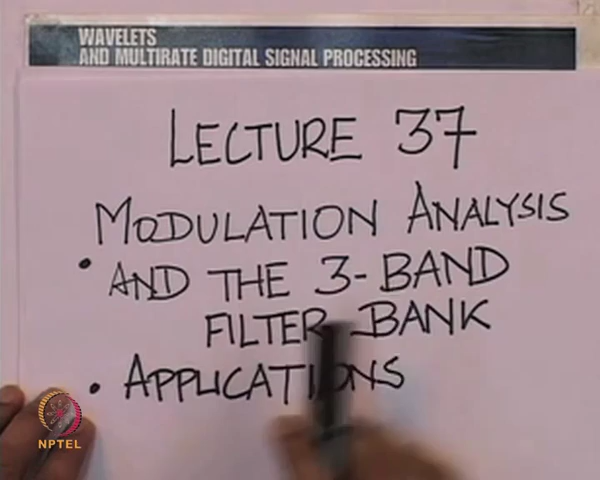 WAVELETS
AND MULTIRATE DIGITAL SIGNAL PROCESSING
LECTURE 37
MODULATION ANALYSIS
• AND THE 3-BAND
FILTER BANK
• APPLICATIONS
NPTEL